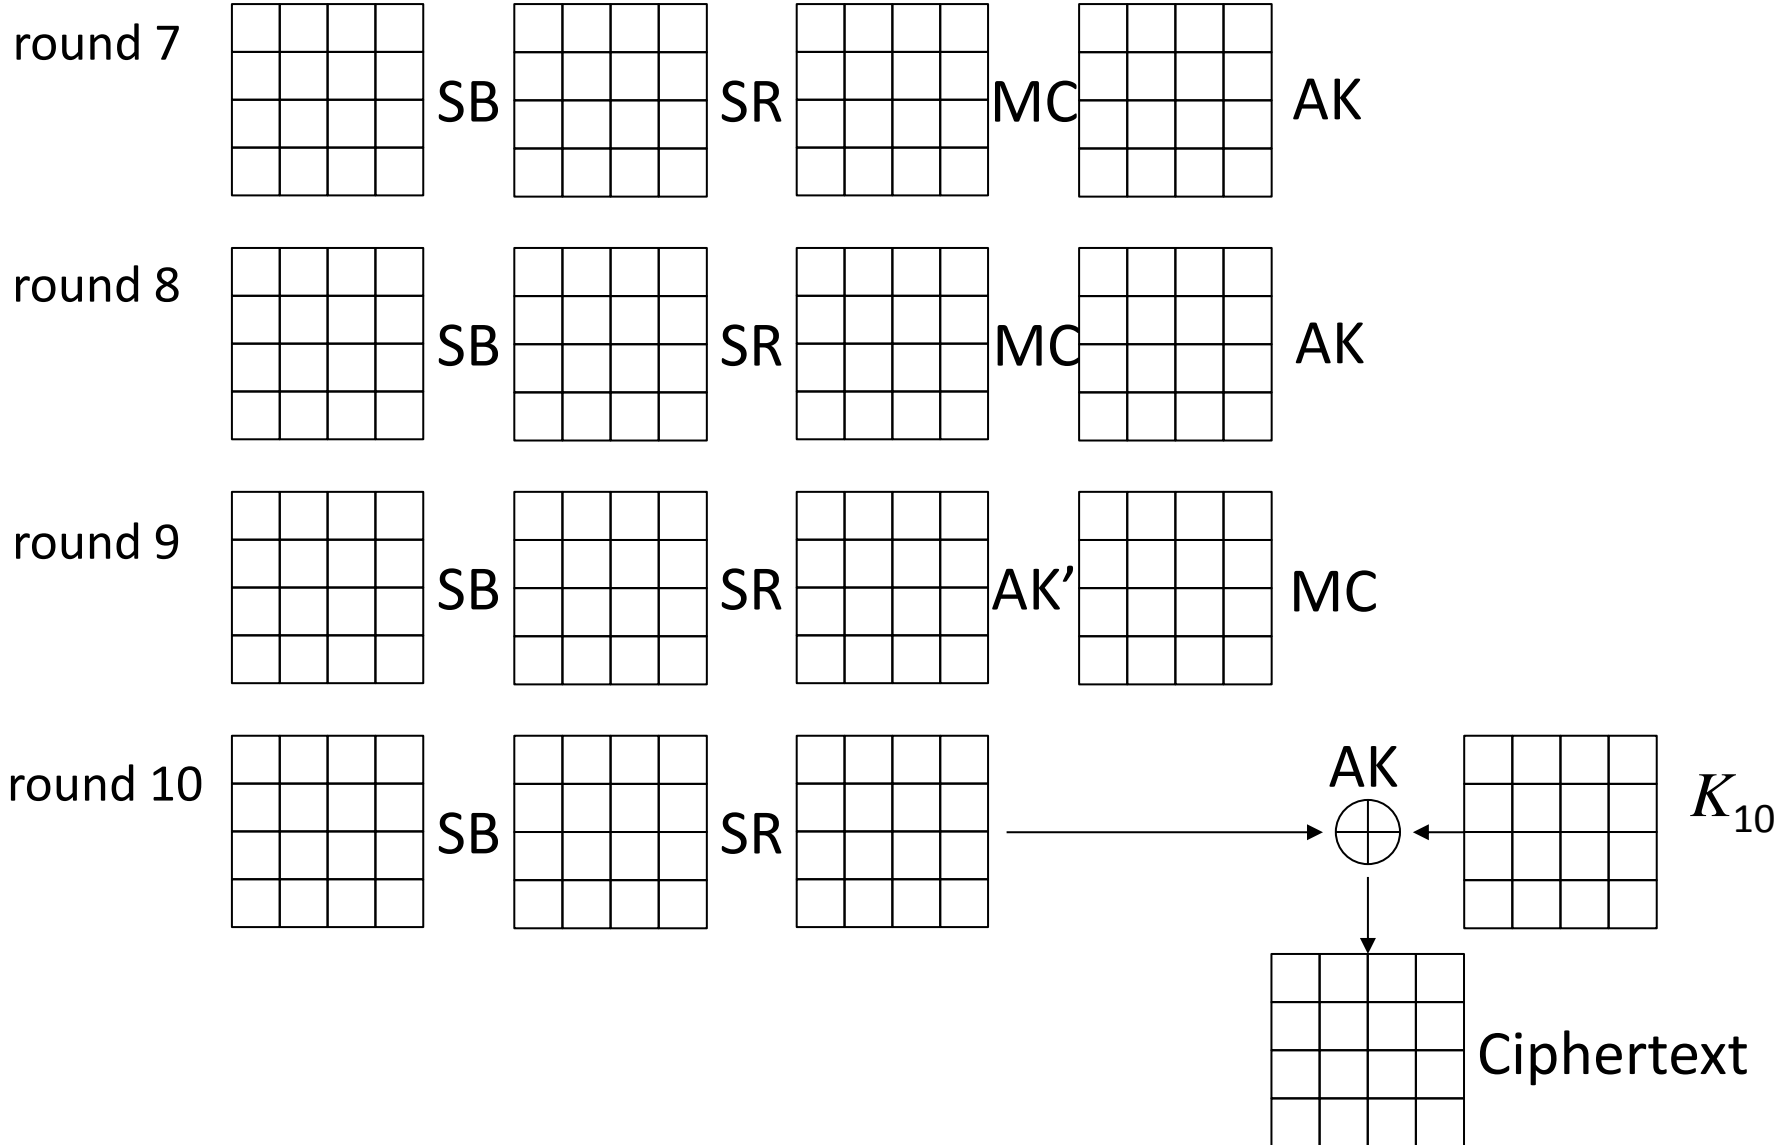 round 7
SB SR MC AK
round 8
SB SR MC AK
round 9
SB SR AK’ MC
AK
round 10
K10
SB SR
Ciphertext